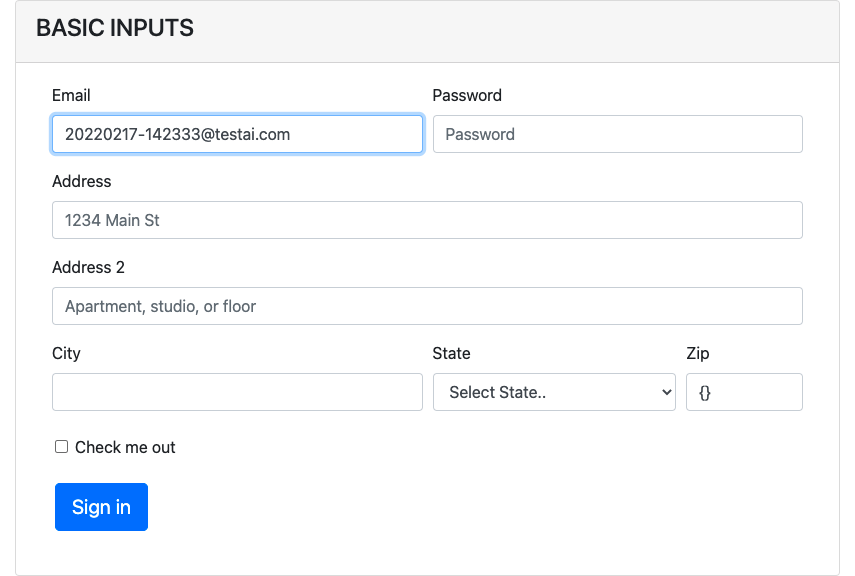 BASIC INPUTS
Email Password
20220217-142333@testai.com Password
Address
1234 Main St
Address 2
Apartment, studio, or floor
City State Zip
Select State.. {}
Check me out
Sign in